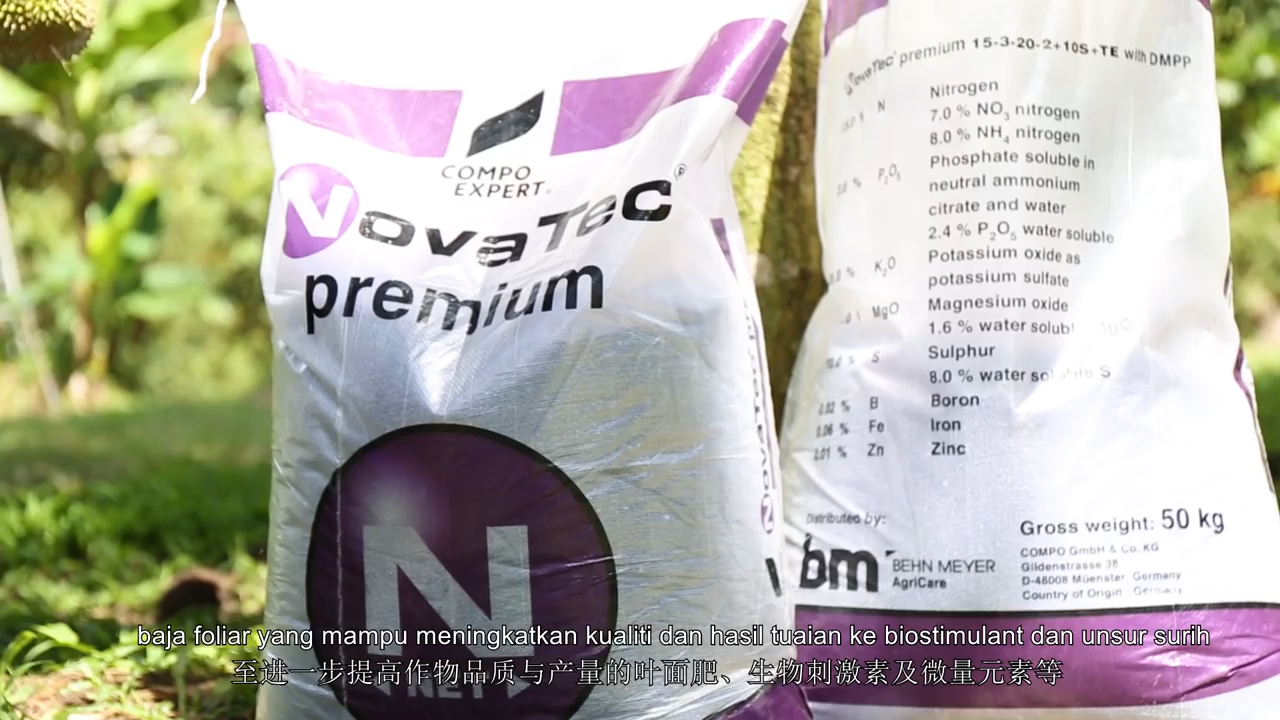 COMPO
EXPERT®
NovaTec®
premium
N
NET
NovaTec premium 15-3-20-2+10S+TE with DMPP
N Nitrogen
7.0 % NO₃ nitrogen
8.0 % NH₄ nitrogen
P₂O₅ Phosphate soluble in
neutral ammonium
citrate and water
2.4 % P₂O₅ water soluble
K₂O Potassium oxide as
potassium sulfate
MgO Magnesium oxide
1.6 % water soluble MgO
S Sulphur
8.0 % water soluble S
0.02 % B Boron
0.06 % Fe Iron
0.01 % Zn Zinc
Distributed by:
bm BEHN MEYER
AgriCare
Gross weight: 50 kg
COMPO GmbH & Co. KG
Gildenstrasse 38
D-48008 Müenster Germany
Country of Origin Germany
baja foliar yang mampu meningkatkan kualiti dan hasil tuaian ke biostimulant dan unsur surih
至进一步提高作物品质与产量的叶面肥、生物刺激素及微量元素等